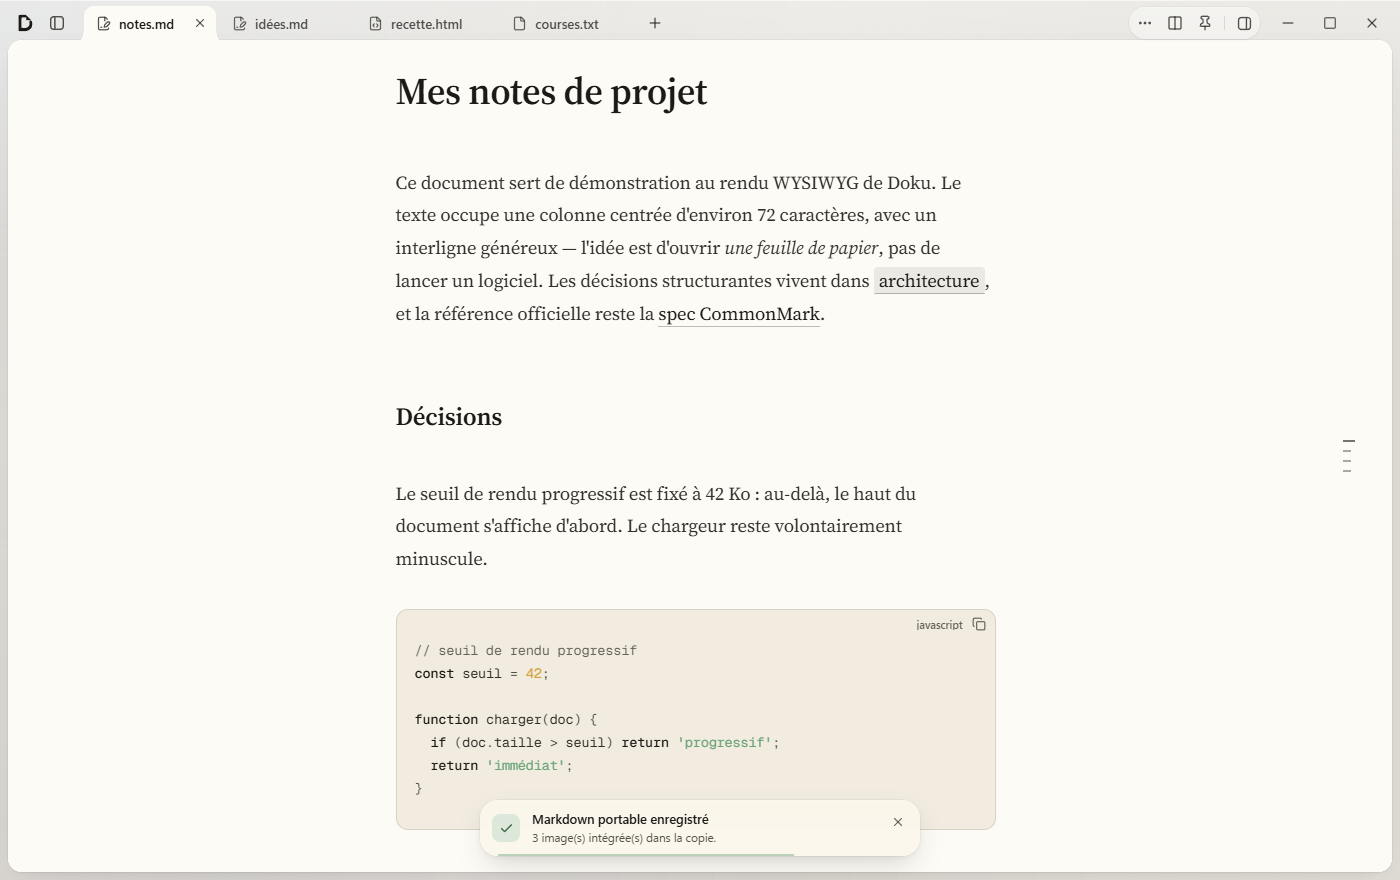 notes.md
idées.md
recette.html
courses.txt
Mes notes de projet
Ce document sert de démonstration au rendu WYSIWYG de Doku. Le
texte occupe une colonne centrée d'environ 72 caractères, avec un
interligne généreux — l'idée est d'ouvrir une feuille de papier, pas de
lancer un logiciel. Les décisions structurantes vivent dans architecture ,
et la référence officielle reste la spec CommonMark.
Décisions
Le seuil de rendu progressif est fixé à 42 Ko : au-delà, le haut du
document s'affiche d'abord. Le chargeur reste volontairement
minuscule.
javascript
// seuil de rendu progressif
const seuil = 42;
function charger(doc) {
  if (doc.taille > seuil) return 'progressif';
  return 'immédiat';
}
Markdown portable enregistré
3 image(s) intégrée(s) dans la copie.